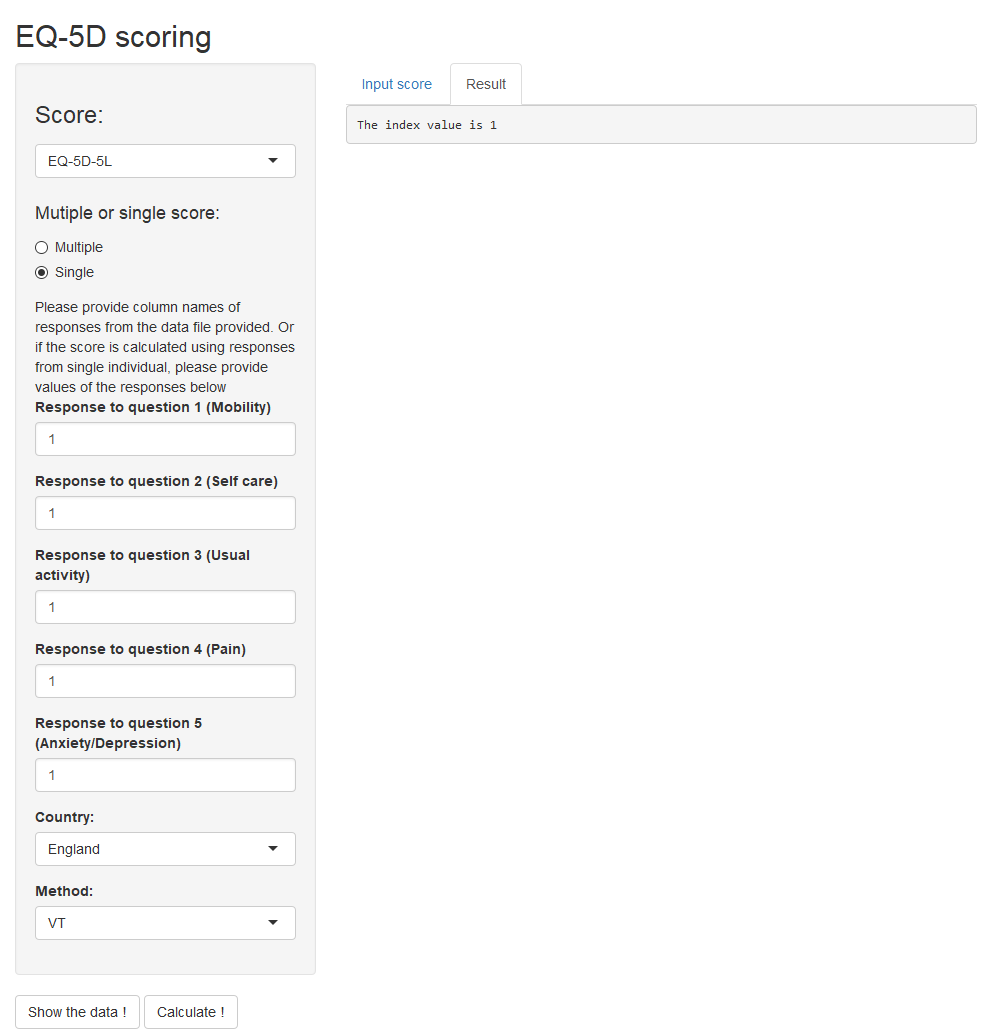 EQ-5D scoring
Score:
EQ-5D-5L
Mutiple or single score:
Multiple
Single
Please provide column names of
responses from the data file provided. Or
if the score is calculated using responses
from single individual, please provide
values of the responses below
Response to question 1 (Mobility)
1
Response to question 2 (Self care)
1
Response to question 3 (Usual
activity)
1
Response to question 4 (Pain)
1
Response to question 5
(Anxiety/Depression)
1
Country:
England
Method:
VT
Show the data ! Calculate !
Input score Result
The index value is 1